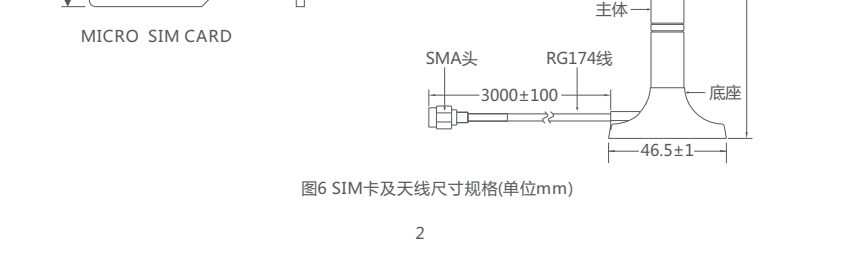 主体
MICRO SIM CARD
SMA头
RG174线
3000±100
底座
46.5±1
图6 SIM卡及天线尺寸规格(单位mm)
2